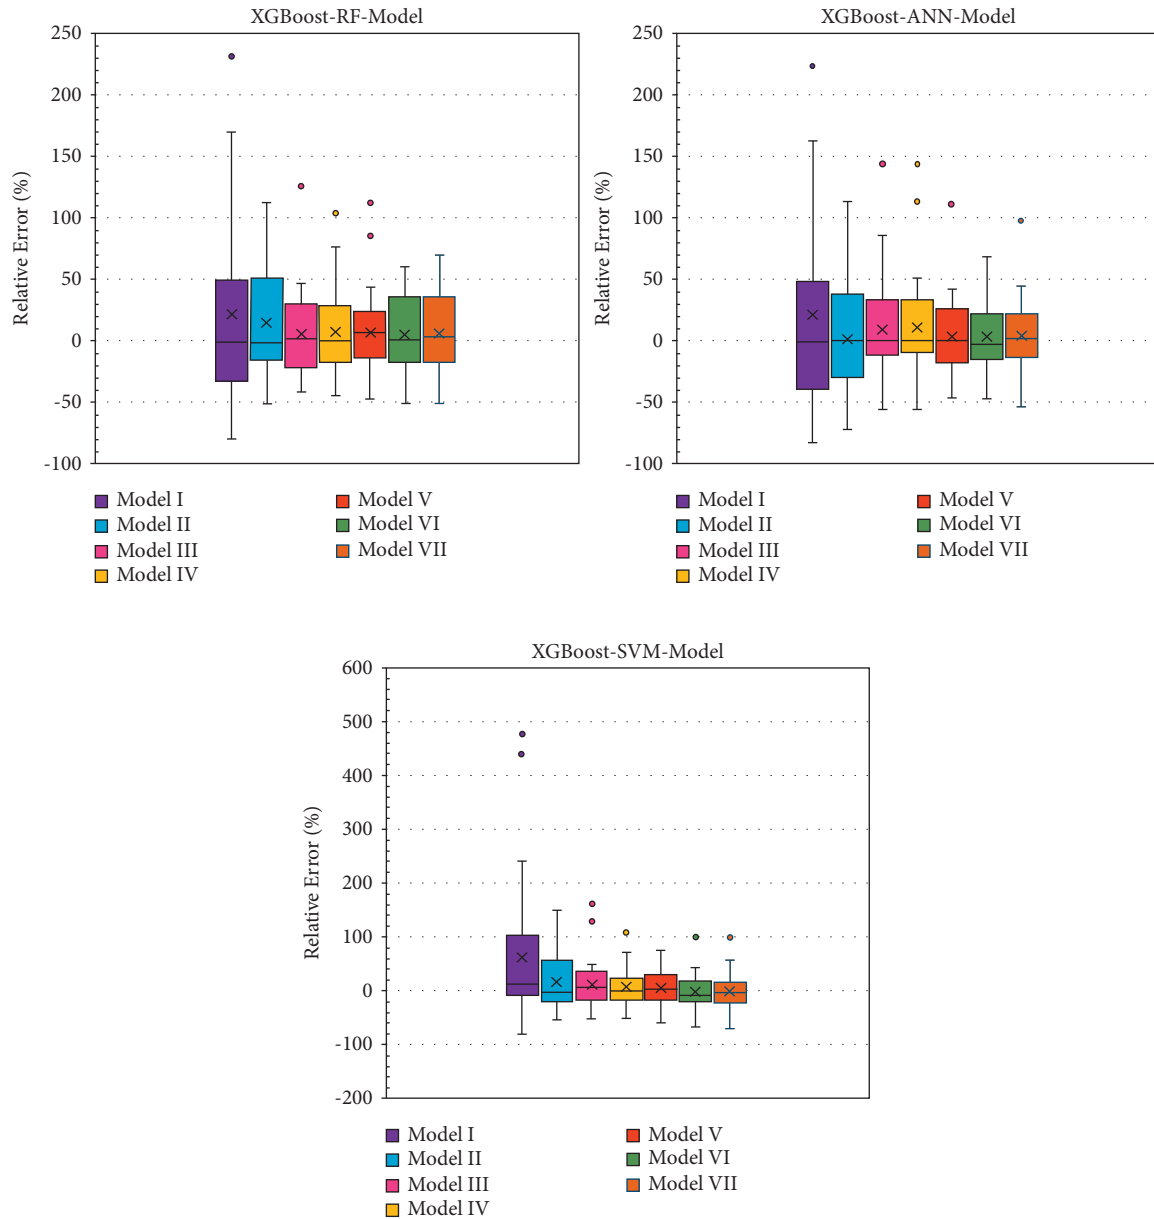 XGBoost-RF-Model
250
200
150
100
50
0
-50
-100
Relative Error (%)
Model I
Model II
Model III
Model IV
Model V
Model VI
Model VII
XGBoost-ANN-Model
250
200
150
100
50
0
-50
-100
Relative Error (%)
Model I
Model II
Model III
Model IV
Model V
Model VI
Model VII
XGBoost-SVM-Model
600
500
400
300
200
100
0
-100
-200
Relative Error (%)
Model I
Model II
Model III
Model IV
Model V
Model VI
Model VII